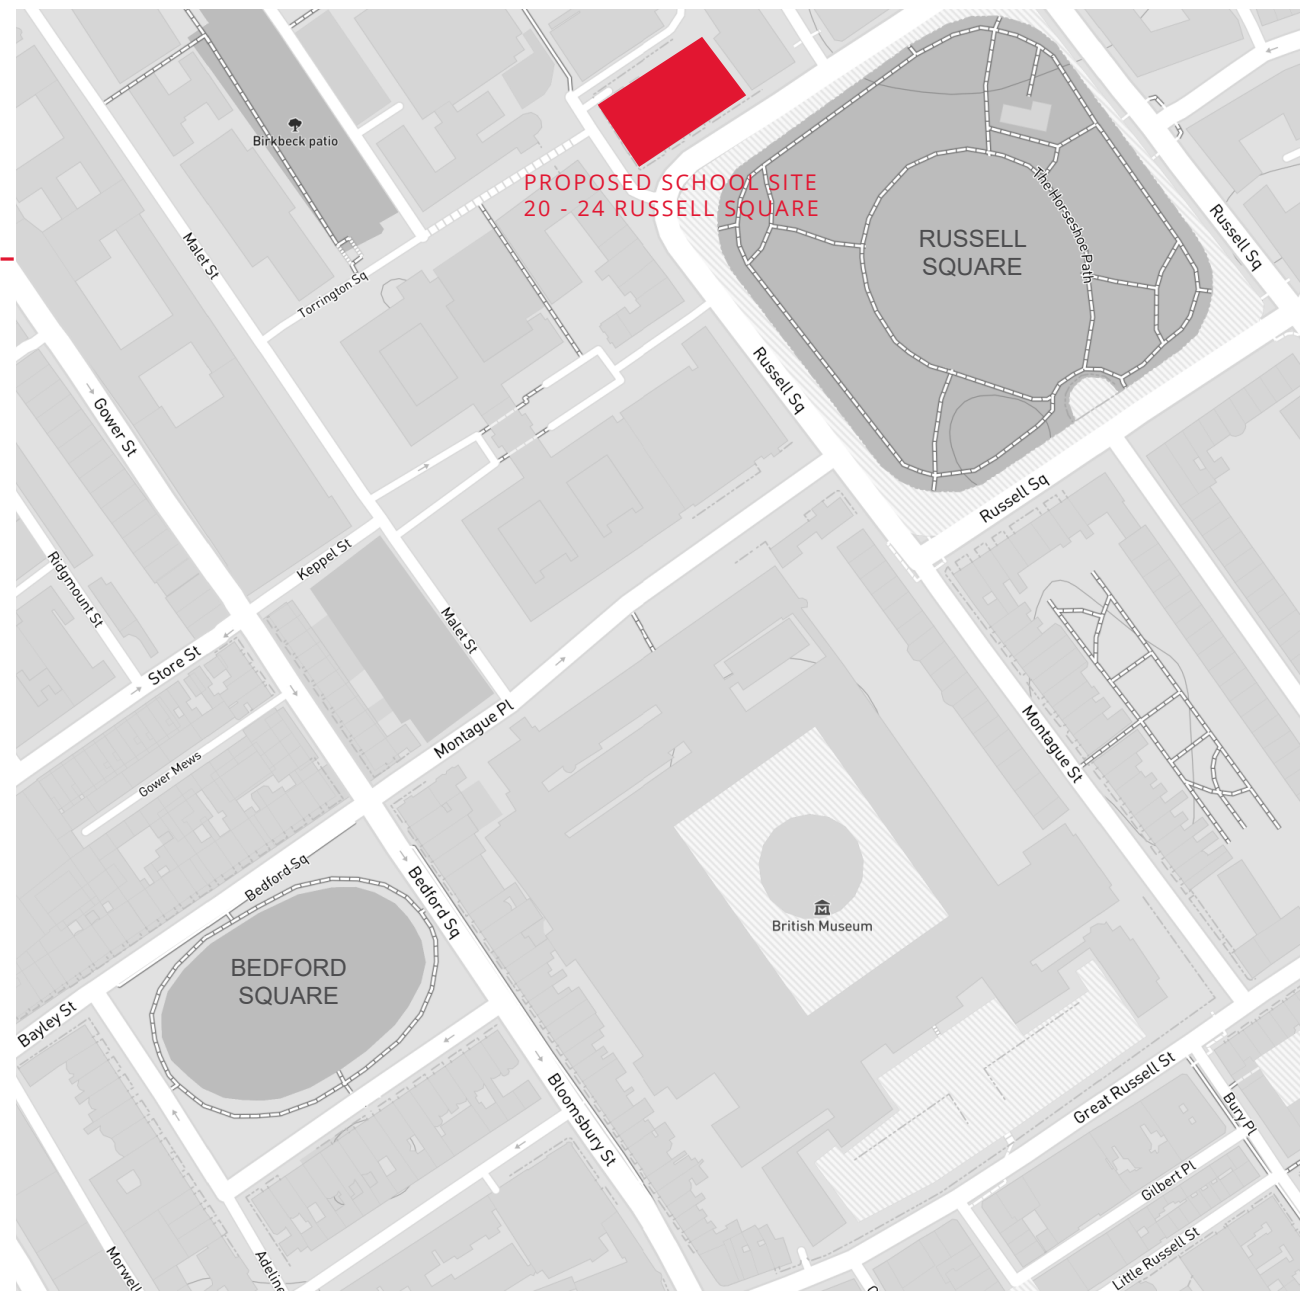 Birkbeck patio
PROPOSED SCHOOL SITE
20 - 24 RUSSELL SQUARE
The Horseshoe Path
RUSSELL
SQUARE
Russell Sq
Malet St
Torrington Sq
Russell Sq
Gower St
Russell Sq
Keppel St
Ridgmount St
Malet St
Store St
Montague Pl
Montague St
Gower Mews
Bedford Sq
Bedford Sq
British Museum
BEDFORD
SQUARE
Bayley St
Bloomsbury St
Great Russell St
Bury Pl
Gilbert Pl
Little Russell St
Morwell
Adeline